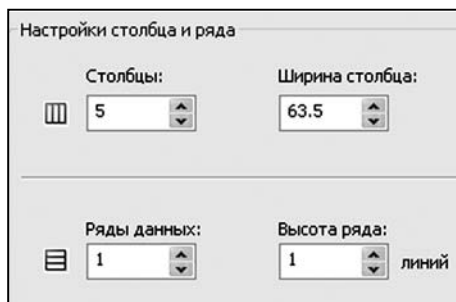 Настройки столбца и ряда
Столбцы: Ширина столбца:
5 63.5
Ряды данных: Высота ряда:
1 1 линий